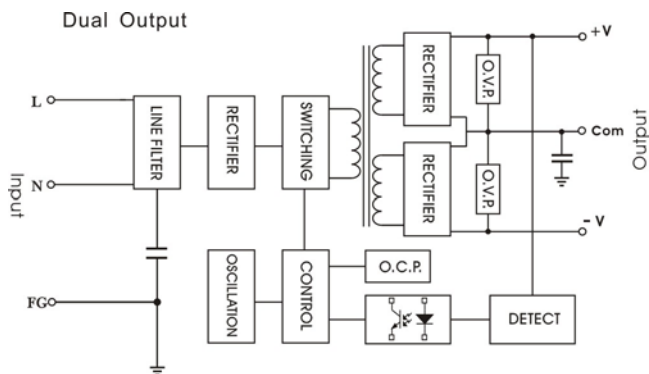 Dual Output
Input
L
N
FG
LINE FILTER
RECTIFIER
SWITCHING
RECTIFIER
RECTIFIER
O.V.P.
O.V.P.
+V
Com
- V
Output
OSCILLATION
CONTROL
O.C.P.
DETECT